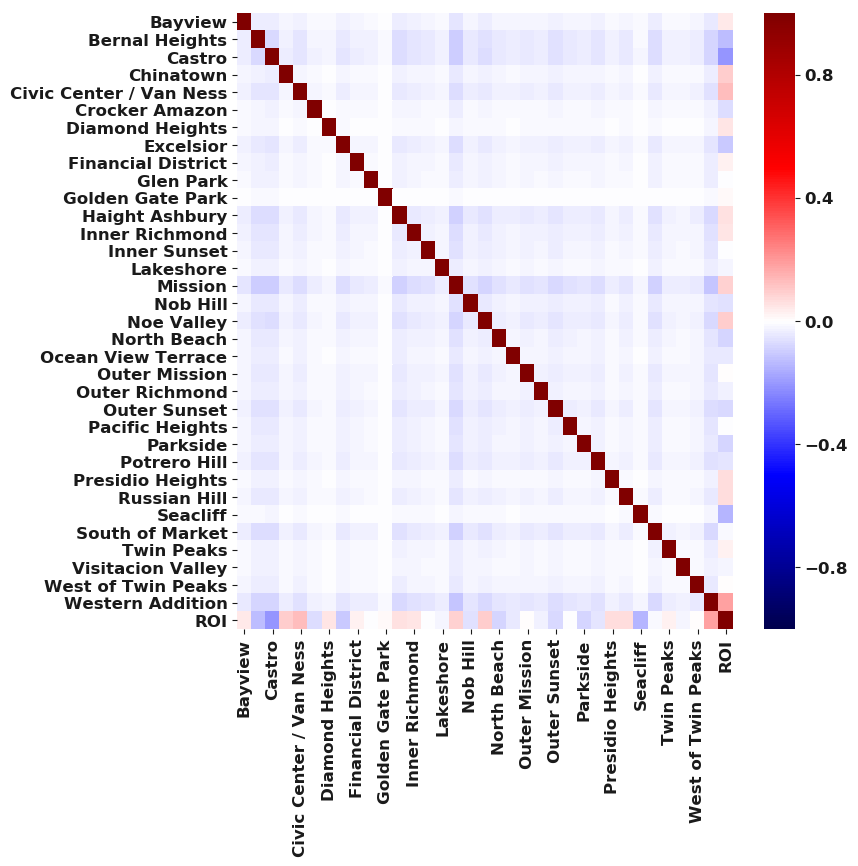 Bayview
Bernal Heights
Castro
Chinatown
Civic Center / Van Ness
Crocker Amazon
Diamond Heights
Excelsior
Financial District
Glen Park
Golden Gate Park
Haight Ashbury
Inner Richmond
Inner Sunset
Lakeshore
Mission
Nob Hill
Noe Valley
North Beach
Ocean View Terrace
Outer Mission
Outer Richmond
Outer Sunset
Pacific Heights
Parkside
Potrero Hill
Presidio Heights
Russian Hill
Seacliff
South of Market
Twin Peaks
Visitacion Valley
West of Twin Peaks
Western Addition
ROI
Bayview
Castro
Civic Center / Van Ness
Diamond Heights
Financial District
Golden Gate Park
Inner Richmond
Lakeshore
Nob Hill
North Beach
Outer Mission
Outer Sunset
Parkside
Presidio Heights
Seacliff
Twin Peaks
West of Twin Peaks
ROI
0.8
0.4
0.0
−0.4
−0.8